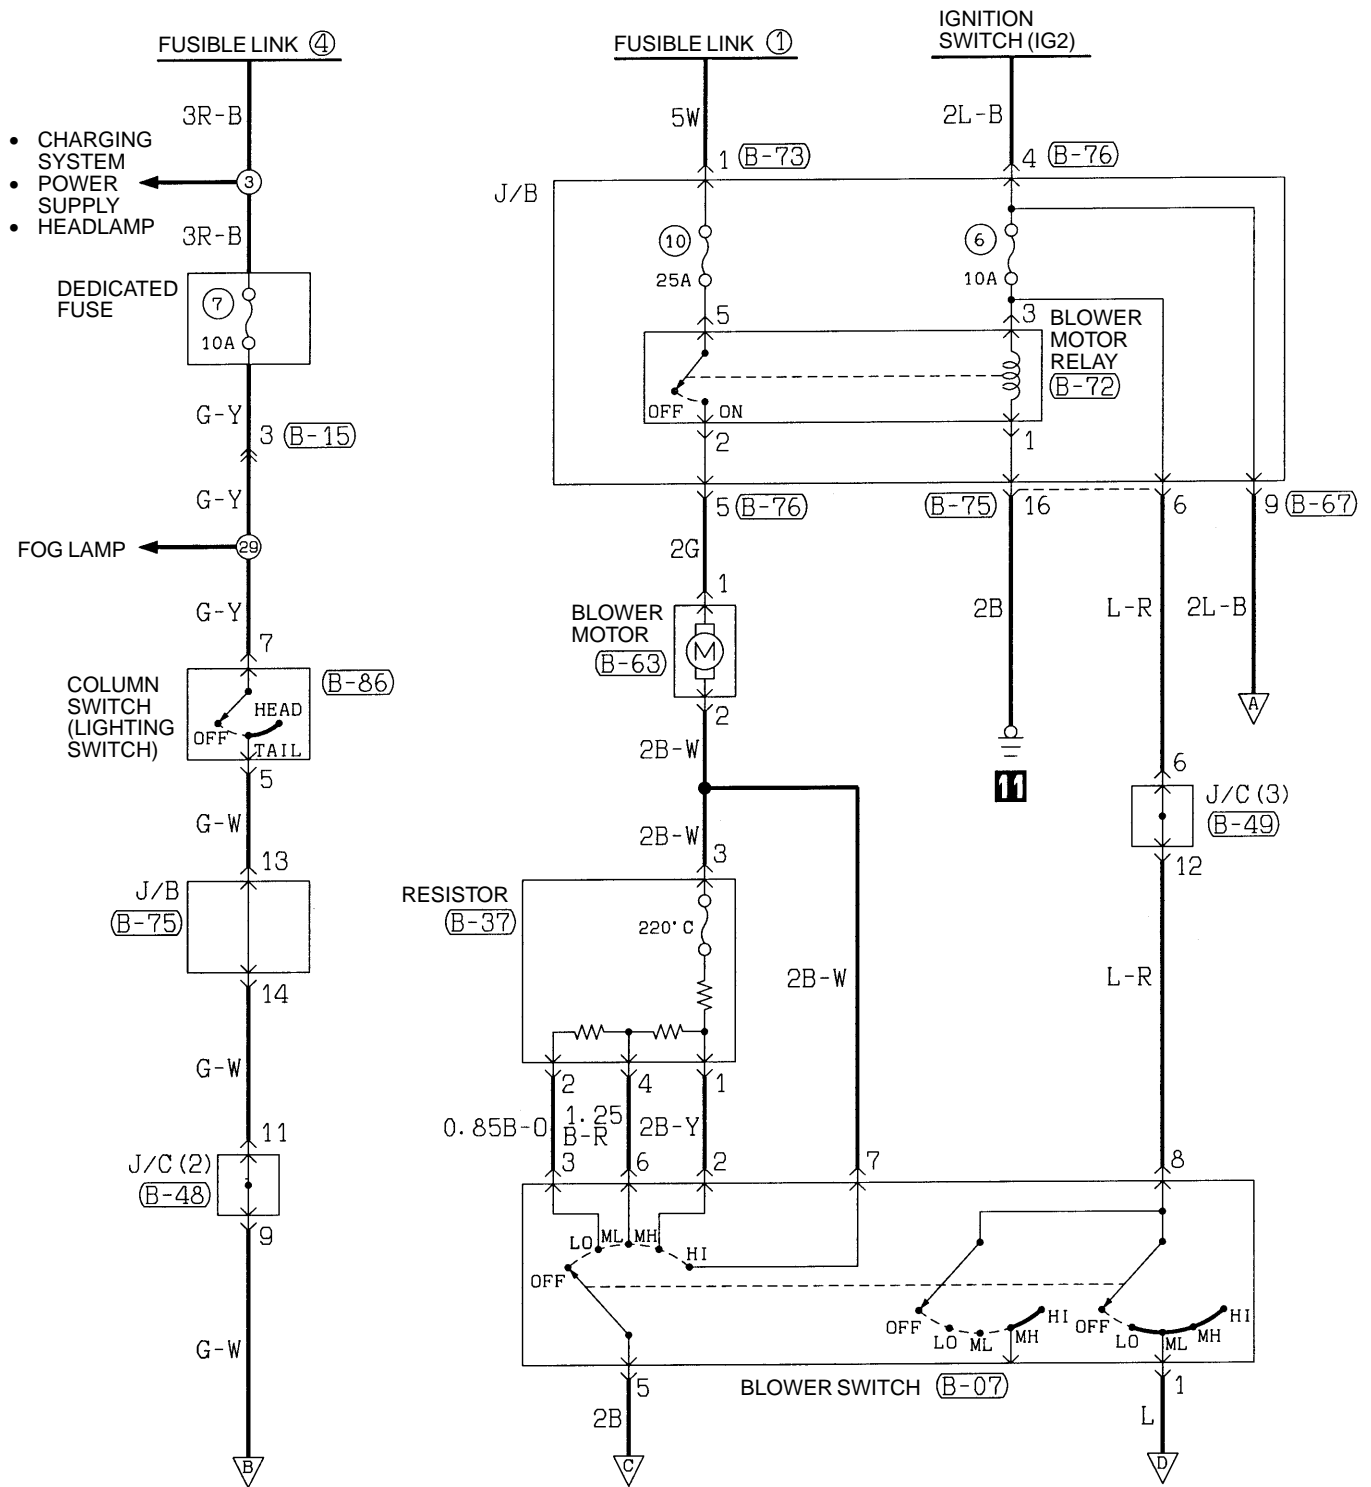 FUSIBLE LINK ④
FUSIBLE LINK ①
IGNITION
SWITCH (IG2)
3R-B
5W
2L-B
• CHARGING
SYSTEM
• POWER
SUPPLY
• HEADLAMP
3
1 (B-73)
4 (B-76)
J/B
3R-B
DEDICATED
FUSE
7
10A
10
25A
6
10A
5
3
BLOWER
MOTOR
RELAY
(B-72)
OFF
ON
2
1
G-Y
3 (B-15)
G-Y
5 (B-76)
(B-75) 16
6
9 (B-67)
FOG LAMP
29
2G
G-Y
7
1
BLOWER
MOTOR
(B-63)
M
2
2B
L-R
2L-B
A
11
COLUMN
SWITCH
(LIGHTING
SWITCH)
(B-86)
HEAD
OFF
TAIL
5
2B-W
6
J/C (3)
(B-49)
12
G-W
2B-W
13
3
J/B
(B-75)
14
RESISTOR
(B-37)
220°C
2B-W
L-R
G-W
2
4
1
0.85B-O
1.25
B-R
2B-Y
11
J/C (2)
(B-48)
9
3
6
2
7
8
LO
ML
MH
HI
OFF
OFF
LO
ML
MH
HI
OFF
LO
ML
MH
HI
G-W
5
BLOWER SWITCH (B-07)
1
2B
L
B
C
D